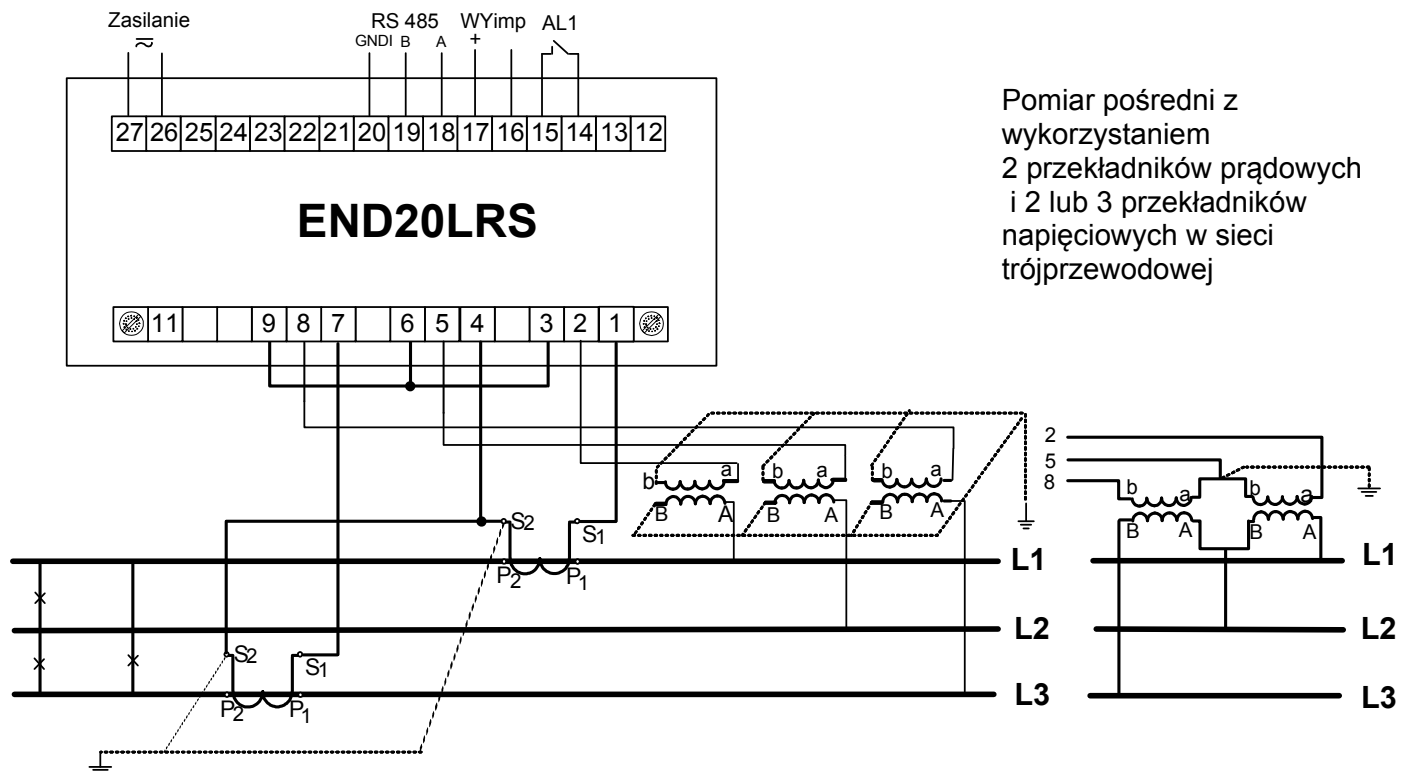 Zasilanie RS 485 WYimp AL1
GNDI B A +
27 26 25 24 23 22 21 20 19 18 17 16 15 14 13 12
END20LRS
11 9 8 7 6 5 4 3 2 1
Pomiar pośredni z
wykorzystaniem
2 przekładników prądowych
i 2 lub 3 przekładników
napięciowych w sieci
trójprzewodowej
b a b a b a
B A B A B A
2
5
8
b a b a
B A B A
S2 S1
P2 P1
L1 L1
L2 L2
S2 S1
P2 P1
L3 L3